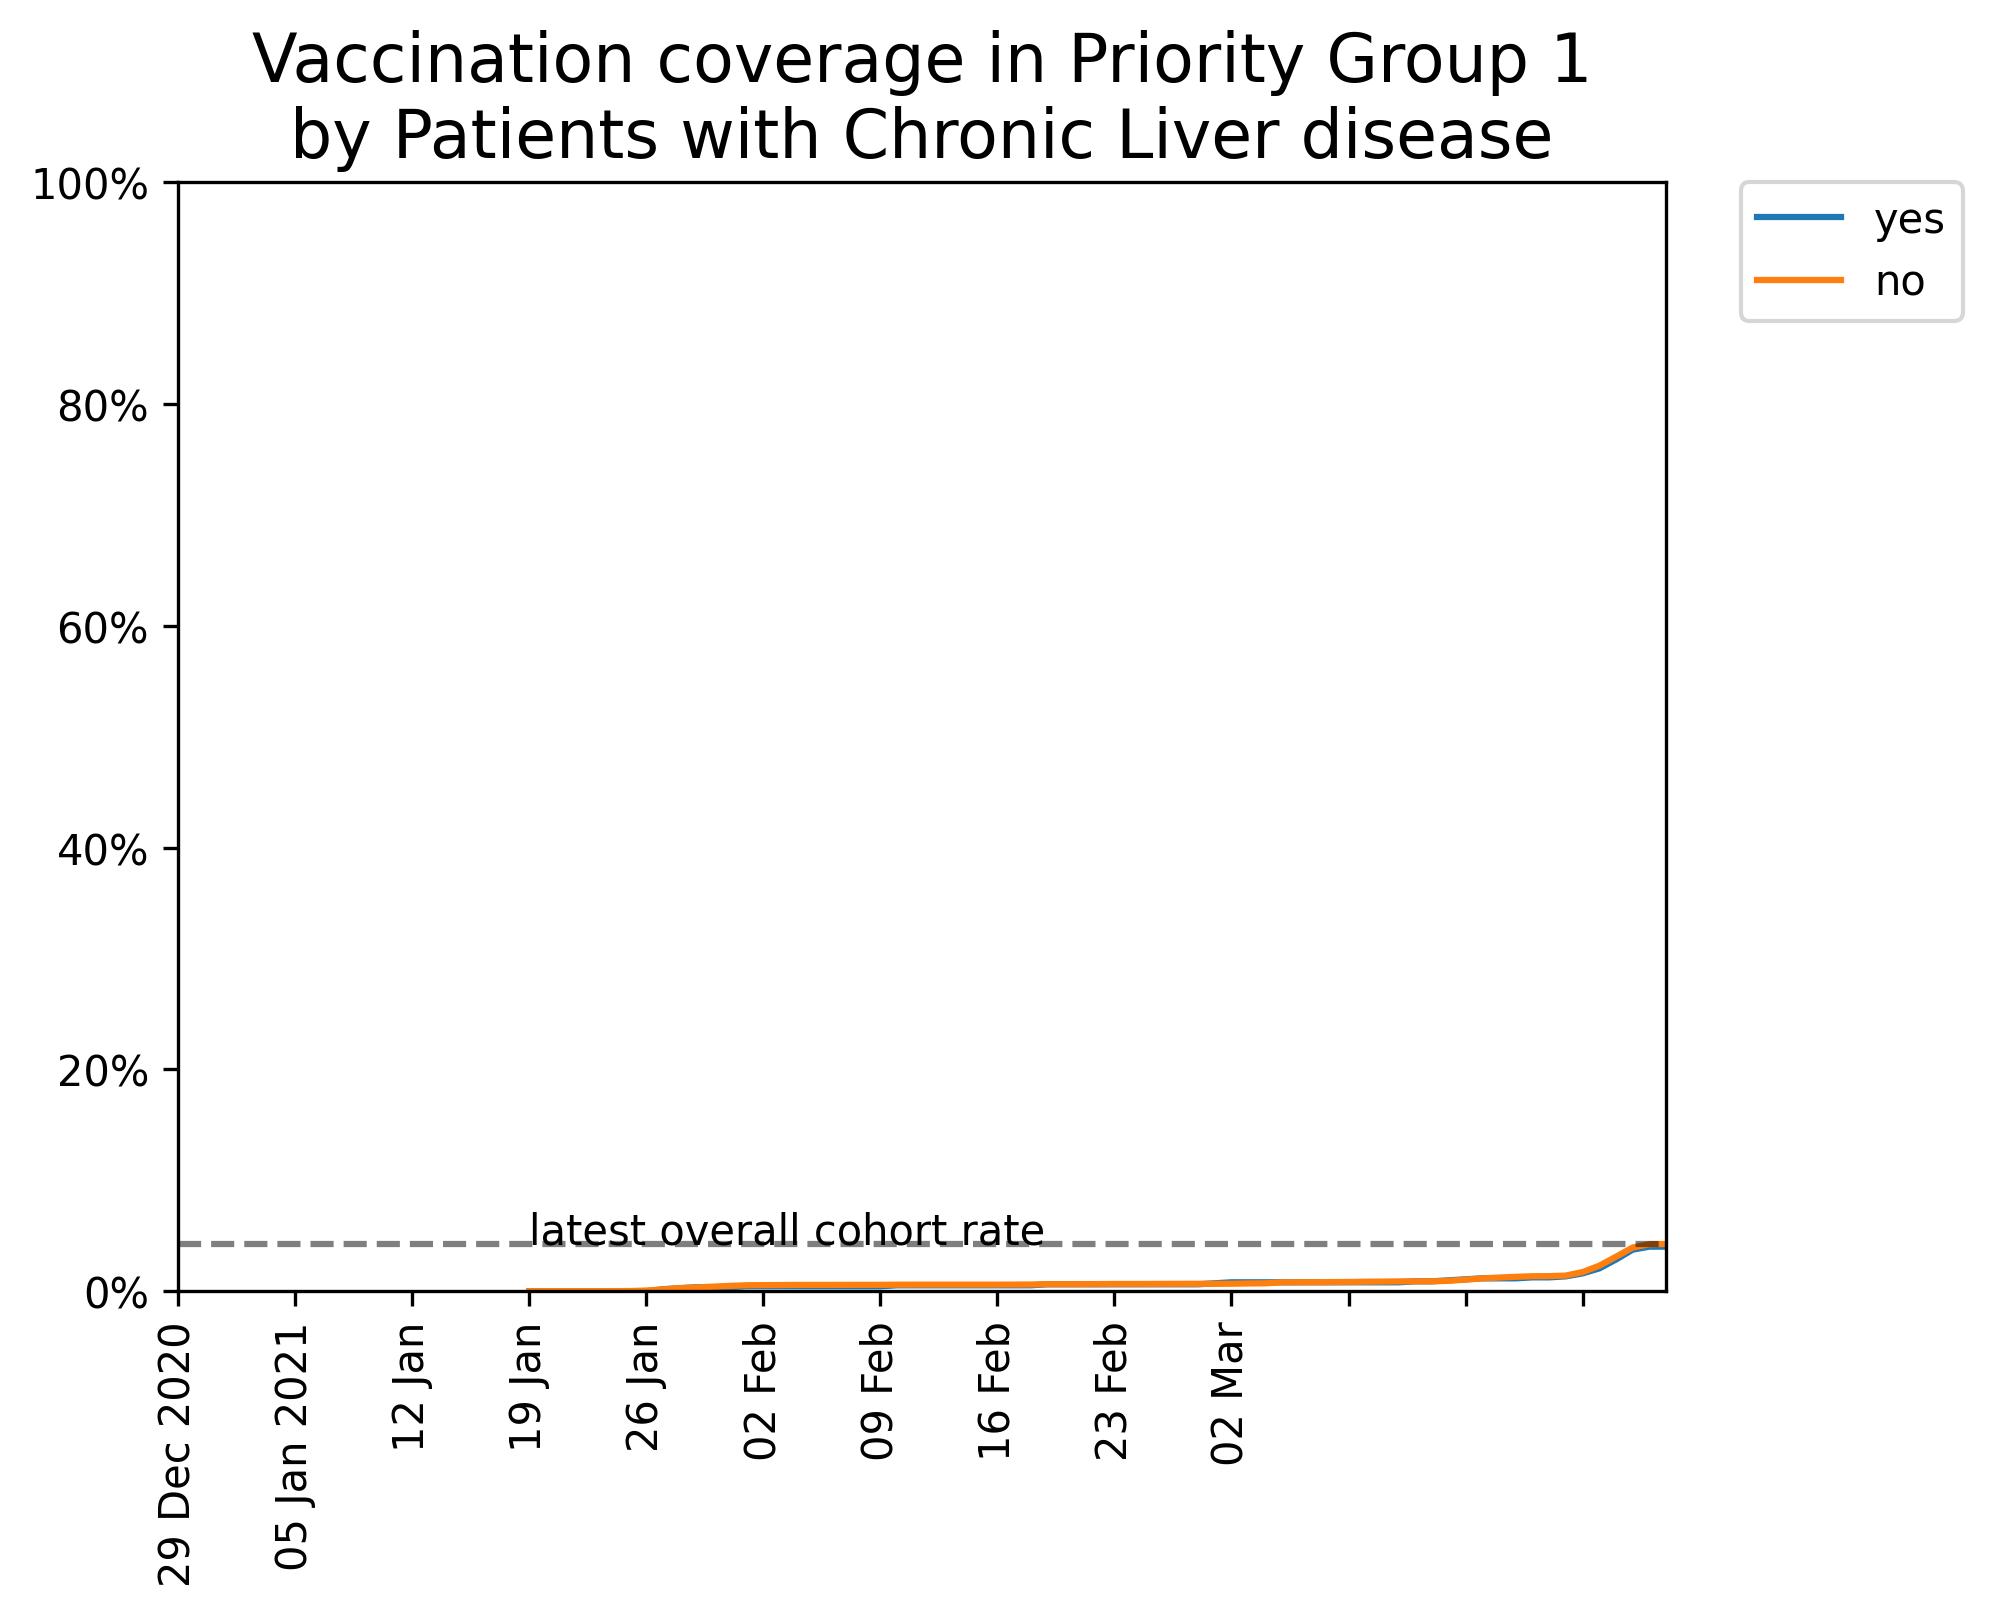 Vaccination coverage in Priority Group 1
by Patients with Chronic Liver disease
100%
80%
60%
40%
20%
0%
latest overall cohort rate
29 Dec 2020
05 Jan 2021
12 Jan
19 Jan
26 Jan
02 Feb
09 Feb
16 Feb
23 Feb
02 Mar
yes
no